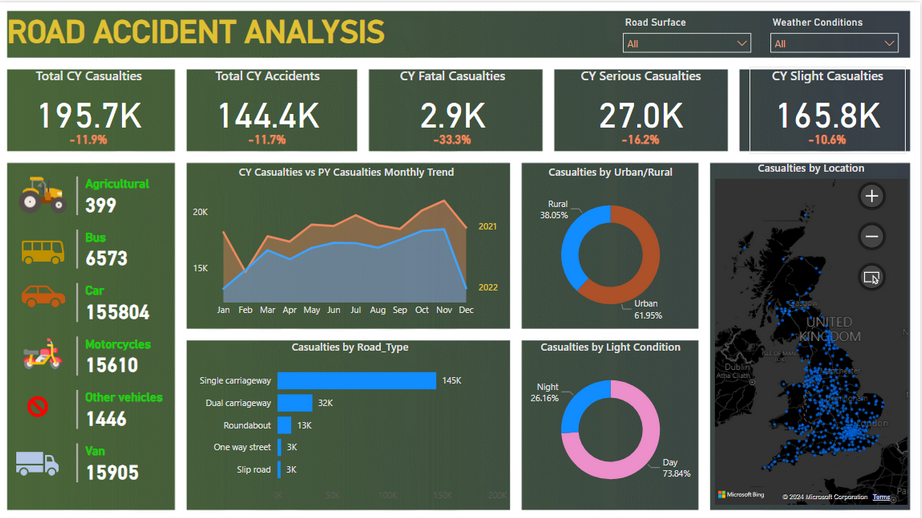 ROAD ACCIDENT ANALYSIS
Road Surface
All
Weather Conditions
All
Total CY Casualties
195.7K
-11.9%
Total CY Accidents
144.4K
-11.7%
CY Fatal Casualties
2.9K
-33.3%
CY Serious Casualties
27.0K
-16.2%
CY Slight Casualties
165.8K
-10.6%
Agricultural
399
Bus
6573
Car
155804
Motorcycles
15610
Other vehicles
1446
Van
15905
CY Casualties vs PY Casualties Monthly Trend
20K
15K
2021
2022
Jan Feb Mar Apr May Jun Jul Aug Sep Oct Nov Dec
Casualties by Road_Type
Single carriageway 145K
Dual carriageway 32K
Roundabout 13K
One way street 3K
Slip road 3K
0K 50K 100K 150K 200K
Casualties by Urban/Rural
Rural
38.05%
Urban
61.95%
Casualties by Light Condition
Night
26.16%
Day
73.84%
Casualties by Location
UNITED
KINGDOM
Dublin
London
Microsoft Bing
© 2024 Microsoft Corporation Terms